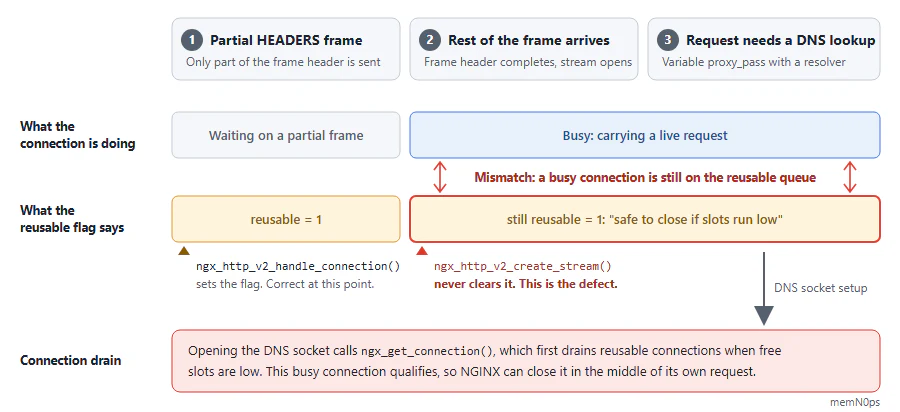 1 Partial HEADERS frame
Only part of the frame header is sent
2 Rest of the frame arrives
Frame header completes, stream opens
3 Request needs a DNS lookup
Variable proxy_pass with a resolver
What the
connection is doing
Waiting on a partial frame
Busy: carrying a live request
Mismatch: a busy connection is still on the reusable queue
What the
reusable flag says
reusable = 1
still reusable = 1: "safe to close if slots run low"
ngx_http_v2_handle_connection()
sets the flag. Correct at this point.
ngx_http_v2_create_stream()
never clears it. This is the defect.
DNS socket setup
Connection drain
Opening the DNS socket calls ngx_get_connection(), which first drains reusable connections when free
slots are low. This busy connection qualifies, so NGINX can close it in the middle of its own request.
memN0ps